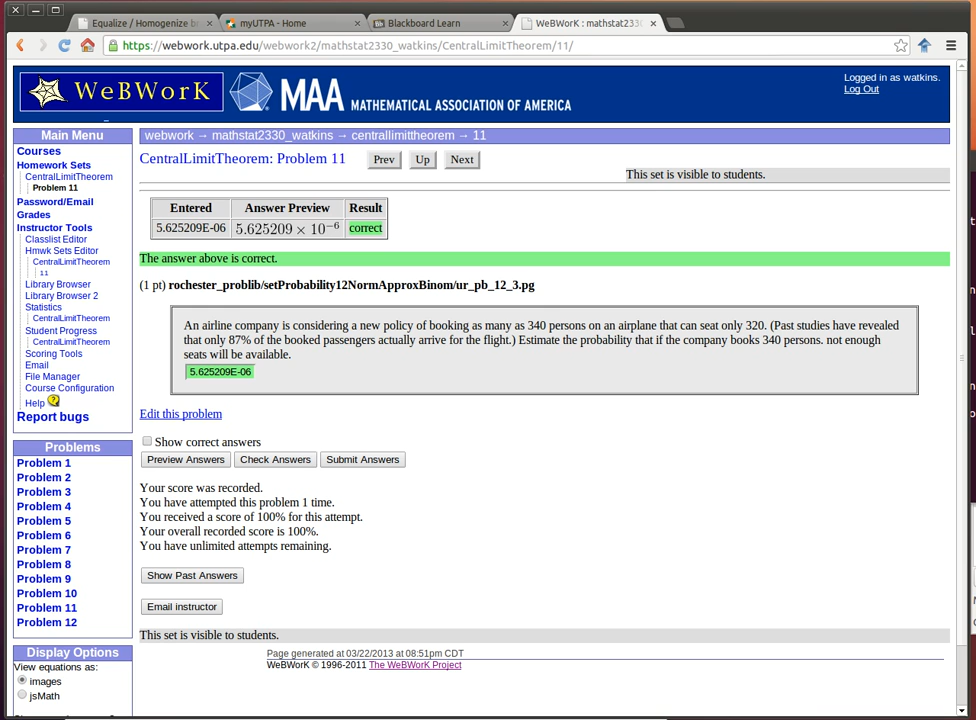 Equalize / Homogenize br
myUTPA - Home
Blackboard Learn
WeBWorK : mathstat233
https://webwork.utpa.edu/webwork2/mathstat2330_watkins/CentralLimitTheorem/11/
WeBWorK
MAA MATHEMATICAL ASSOCIATION OF AMERICA
Logged in as watkins.
Log Out
Main Menu
Courses
Homework Sets
CentralLimitTheorem
Problem 11
Password/Email
Grades
Instructor Tools
Classlist Editor
Hmwk Sets Editor
CentralLimitTheorem
11
Library Browser
Library Browser 2
Statistics
CentralLimitTheorem
Student Progress
CentralLimitTheorem
Scoring Tools
Email
File Manager
Course Configuration
Help
Report bugs
Problems
Problem 1
Problem 2
Problem 3
Problem 4
Problem 5
Problem 6
Problem 7
Problem 8
Problem 9
Problem 10
Problem 11
Problem 12
Display Options
View equations as:
images
jsMath
webwork → mathstat2330_watkins → centrallimittheorem → 11
CentralLimitTheorem: Problem 11
Prev Up Next
This set is visible to students.
Entered Answer Preview Result
5.625209E-06 5.625209 × 10⁻⁶ correct
The answer above is correct.
(1 pt) rochester_problib/setProbability12NormApproxBinom/ur_pb_12_3.pg
An airline company is considering a new policy of booking as many as 340 persons on an airplane that can seat only 320. (Past studies have revealed
that only 87% of the booked passengers actually arrive for the flight.) Estimate the probability that if the company books 340 persons. not enough
seats will be available.
5.625209E-06
Edit this problem
Show correct answers
Preview Answers Check Answers Submit Answers
Your score was recorded.
You have attempted this problem 1 time.
You received a score of 100% for this attempt.
Your overall recorded score is 100%.
You have unlimited attempts remaining.
Show Past Answers
Email instructor
This set is visible to students.
Page generated at 03/22/2013 at 08:51pm CDT
WeBWorK © 1996-2011 The WeBWorK Project